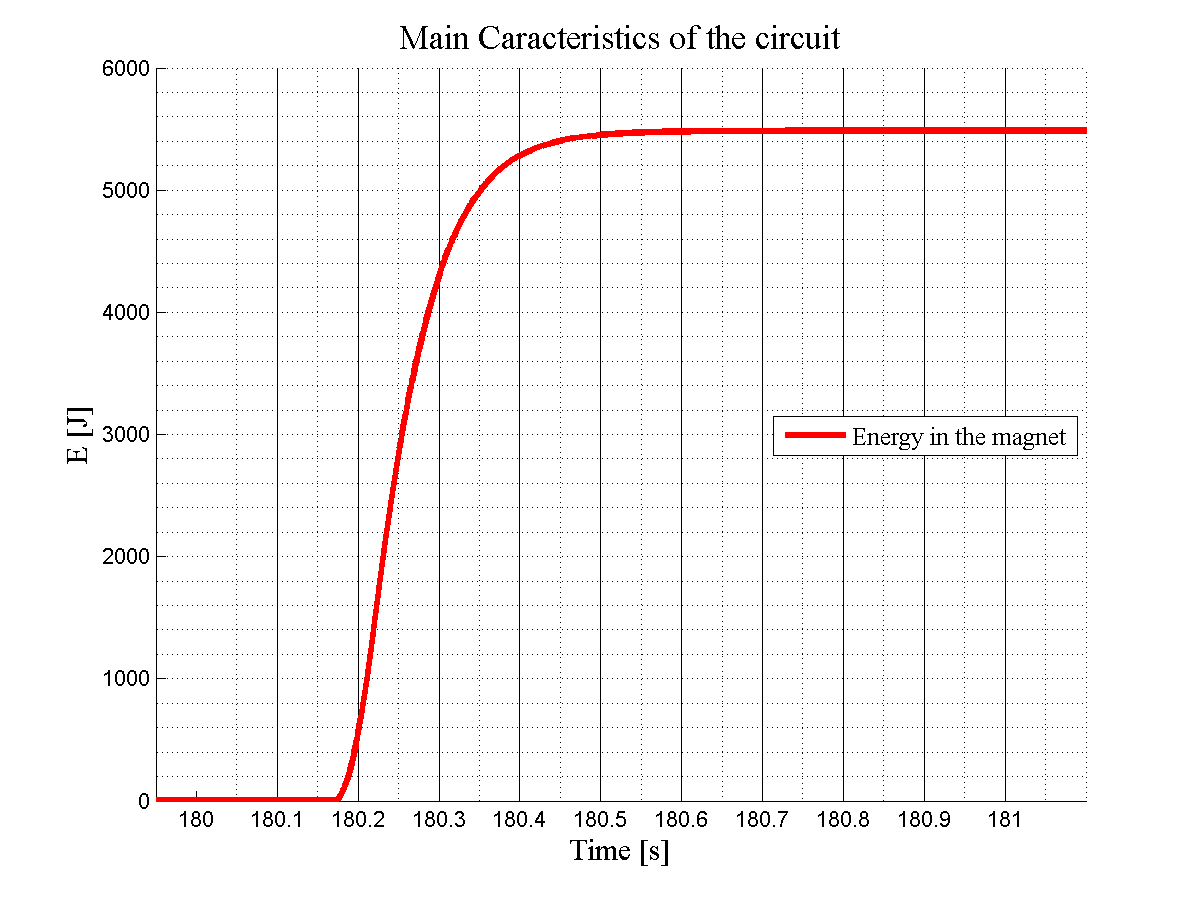 Main Caracteristics of the circuit
6000
5000
4000
3000
2000
1000
0
E [J]
Energy in the magnet
180 180.1 180.2 180.3 180.4 180.5 180.6 180.7 180.8 180.9 181
Time [s]